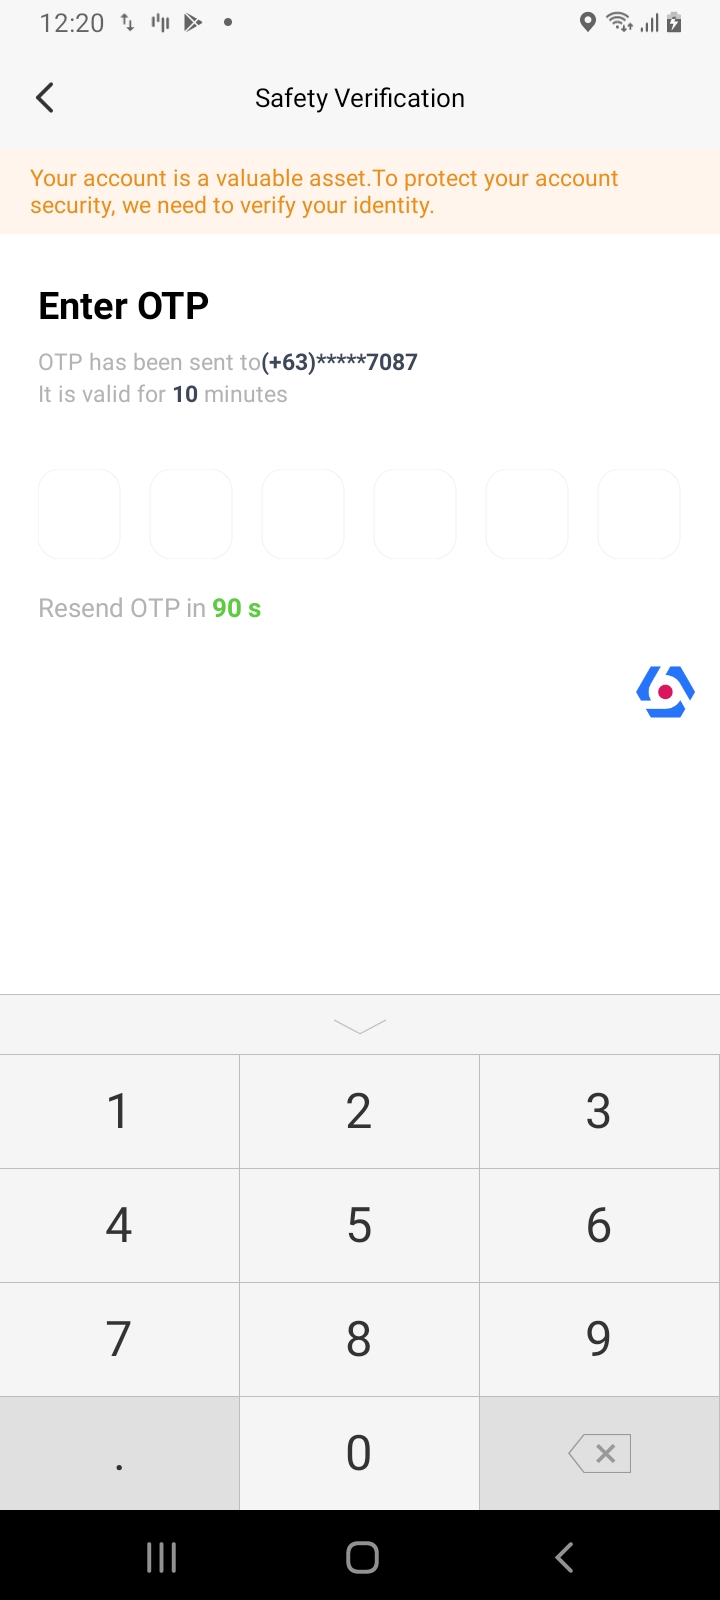 12:20
Safety Verification
Your account is a valuable asset.To protect your account
security, we need to verify your identity.
Enter OTP
OTP has been sent to(+63)*****7087
It is valid for 10 minutes
Resend OTP in 90 s
1 2 3
4 5 6
7 8 9
. 0